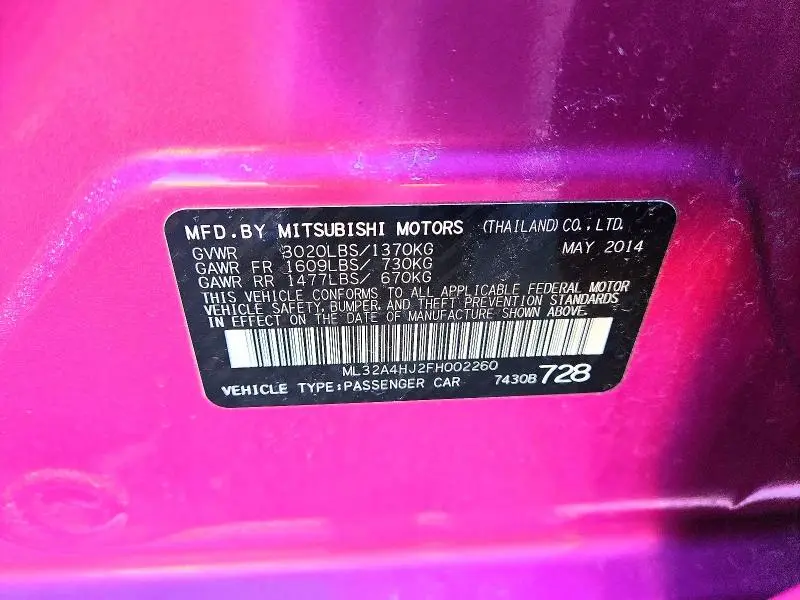 MFD.BY MITSUBISHI MOTORS (THAILAND)CO.,LTD.
GVWR 3020LBS/1370KG MAY 2014
GAWR FR 1609LBS/ 730KG
GAWR RR 1477LBS/ 670KG
THIS VEHICLE CONFORMS TO ALL APPLICABLE FEDERAL MOTOR
VEHICLE SAFETY, BUMPER, AND THEFT PREVENTION STANDARDS
IN EFFECT ON THE DATE OF MANUFACTURE SHOWN ABOVE.
ML32A4HJ2FH002260
VEHICLE TYPE:PASSENGER CAR 7430B 728